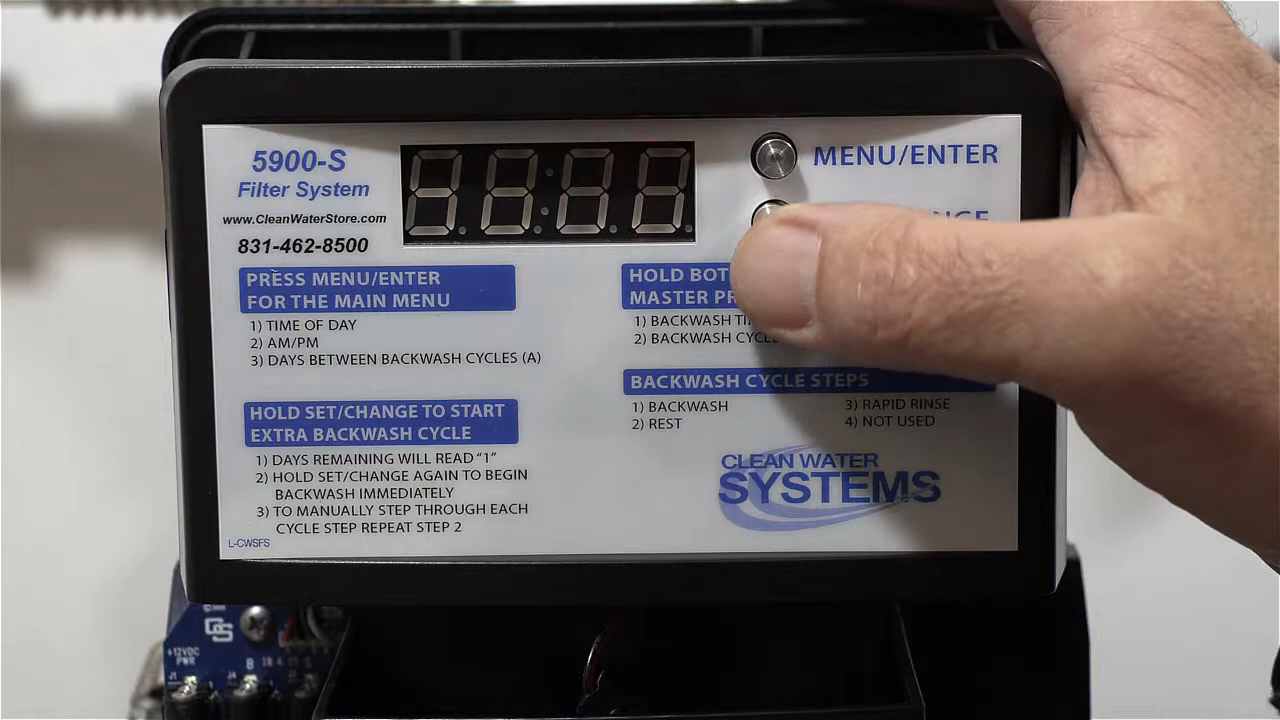 5900-S
Filter System
www.CleanWaterStore.com
831-462-8500
MENU/ENTER
PRESS MENU/ENTER
FOR THE MAIN MENU
1) TIME OF DAY
2) AM/PM
3) DAYS BETWEEN BACKWASH CYCLES (A)
HOLD SET/CHANGE TO START
EXTRA BACKWASH CYCLE
1) DAYS REMAINING WILL READ "1"
2) HOLD SET/CHANGE AGAIN TO BEGIN
BACKWASH IMMEDIATELY
3) TO MANUALLY STEP THROUGH EACH
CYCLE STEP REPEAT STEP 2
L-CWSFS
HOLD
MASTER
1) BACKWASH
2) BACKWASH
BACKWASH CYCLE STEPS
1) BACKWASH
2) REST
3) RAPID RINSE
4) NOT USED
CLEAN WATER
SYSTEMS
+12VDC
PWR
J1
J4
B